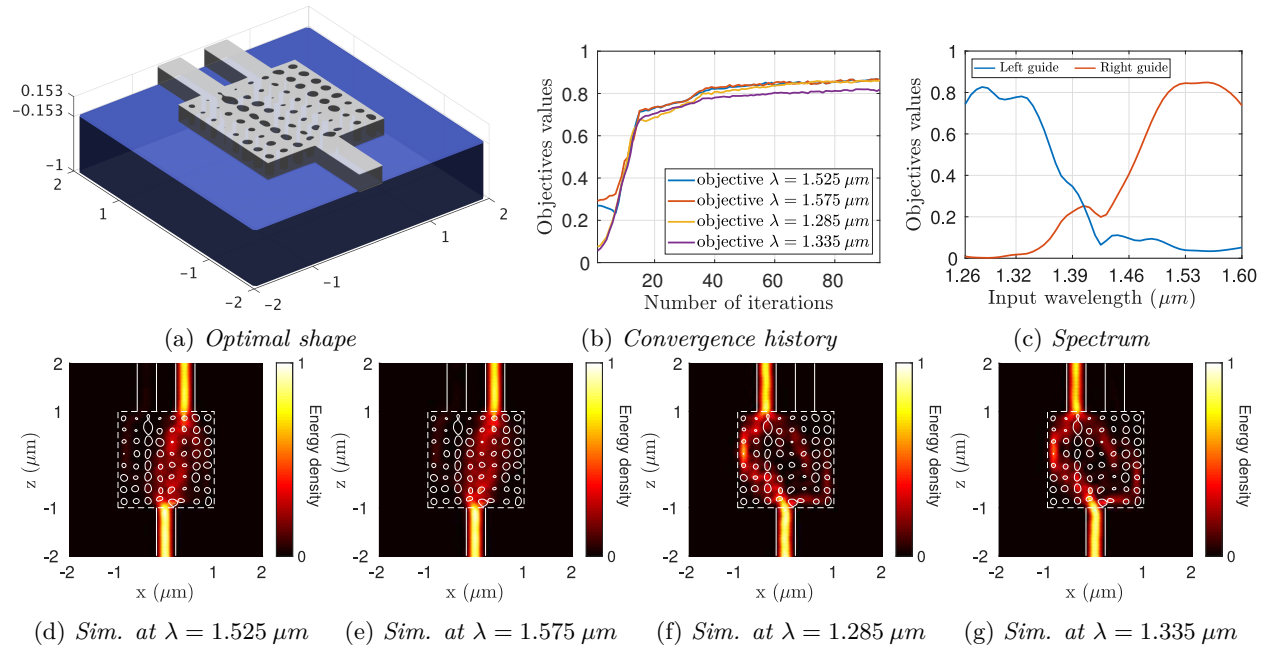 0.153
-0.153
-1
2
1
-1
-2
-2
-1
1
2
(a) Optimal shape
Objectives values
1
0.8
0.6
0.4
0.2
0
objective λ = 1.525 μm
objective λ = 1.575 μm
objective λ = 1.285 μm
objective λ = 1.335 μm
20 40 60 80
Number of iterations
(b) Convergence history
Objectives values
1
0.8
0.6
0.4
0.2
0
Left guide Right guide
1.26 1.32 1.39 1.46 1.53 1.60
Input wavelength (μm)
(c) Spectrum
z (μm)
2
1
-1
-2
-2 -1 1 2
x (μm)
1
0
Energy density
(d) Sim. at λ = 1.525 μm
z (μm)
2
1
-1
-2
-2 -1 1 2
x (μm)
1
0
Energy density
(e) Sim. at λ = 1.575 μm
z (μm)
2
1
-1
-2
-2 -1 1 2
x (μm)
1
0
Energy density
(f) Sim. at λ = 1.285 μm
z (μm)
2
1
-1
-2
-2 -1 1 2
x (μm)
1
0
Energy density
(g) Sim. at λ = 1.335 μm